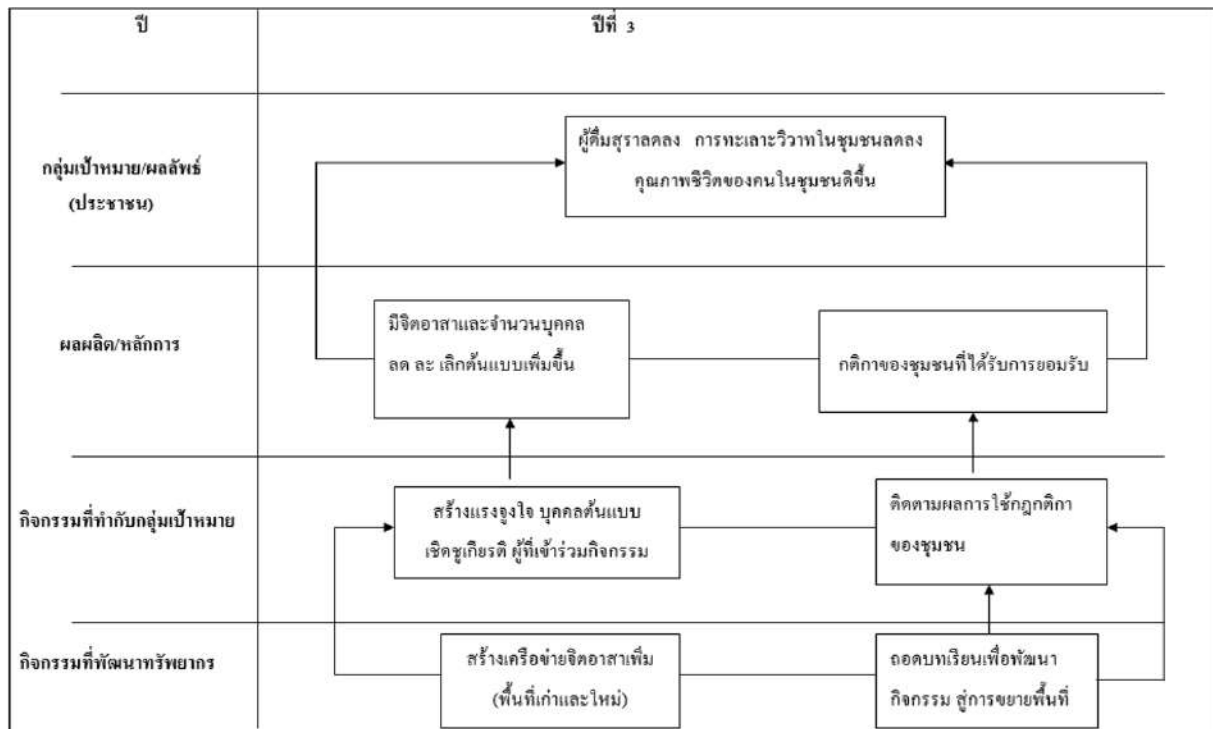 ปี
ปีที่ 3
กลุ่มเป้าหมาย/ผลลัพธ์
(ประชาชน)
ผู้ดื่มสุราลดลง การทะเลาะวิวาทในชุมชนลดลง
คุณภาพชีวิตของคนในชุมชนดีขึ้น
ผลผลิต/หลักการ
มีจิตอาสาและจำนวนบุคคล
ลด ละ เลิกต้นแบบเพิ่มขึ้น
กติกาของชุมชนที่ได้รับการยอมรับ
กิจกรรมที่ทำกับกลุ่มเป้าหมาย
สร้างแรงจูงใจ บุคคลต้นแบบ
เชิดชูเกียรติ ผู้ที่เข้าร่วมกิจกรรม
ติดตามผลการใช้กฎกติกา
ของชุมชน
กิจกรรมที่พัฒนาทรัพยากร
สร้างเครือข่ายจิตอาสาเพิ่ม
(พื้นที่เก่าและใหม่)
ถอดบทเรียนเพื่อพัฒนา
กิจกรรม สู่การขยายพื้นที่